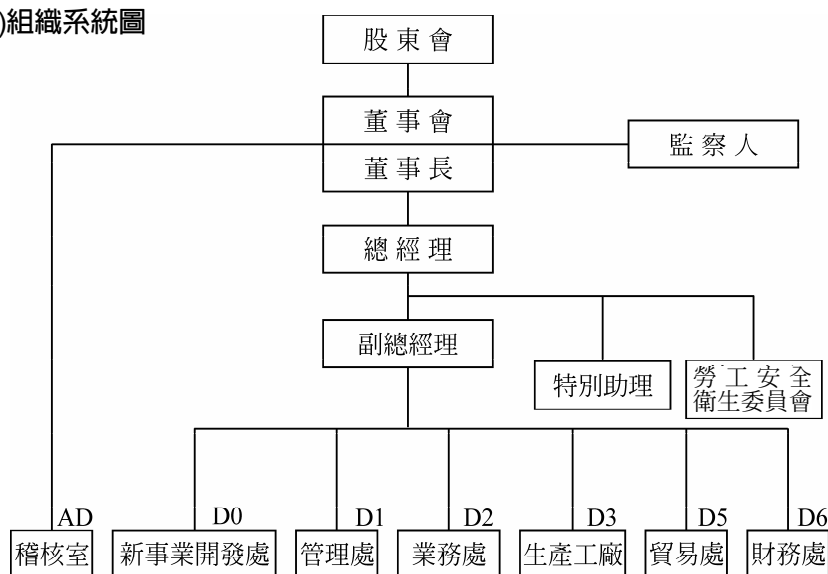 )組織系統圖
股東會
董事會
董事長
監察人
總經理
副總經理
特別助理
勞工安全
衛生委員會
AD
D0
D1
D2
D3
D5
D6
稽核室
新事業開發處
管理處
業務處
生產工廠
貿易處
財務處